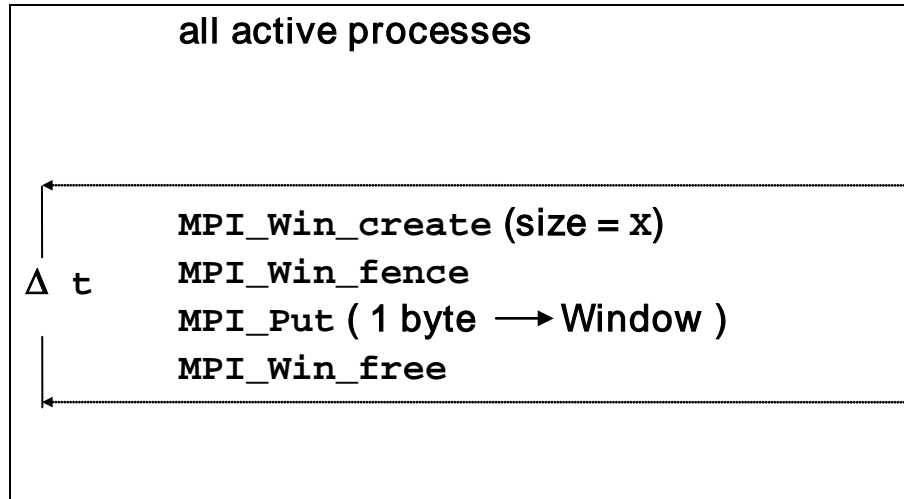 all active processes
MPI_Win_create (size = X)
MPI_Win_fence
Δ t
MPI_Put ( 1 byte → Window )
MPI_Win_free